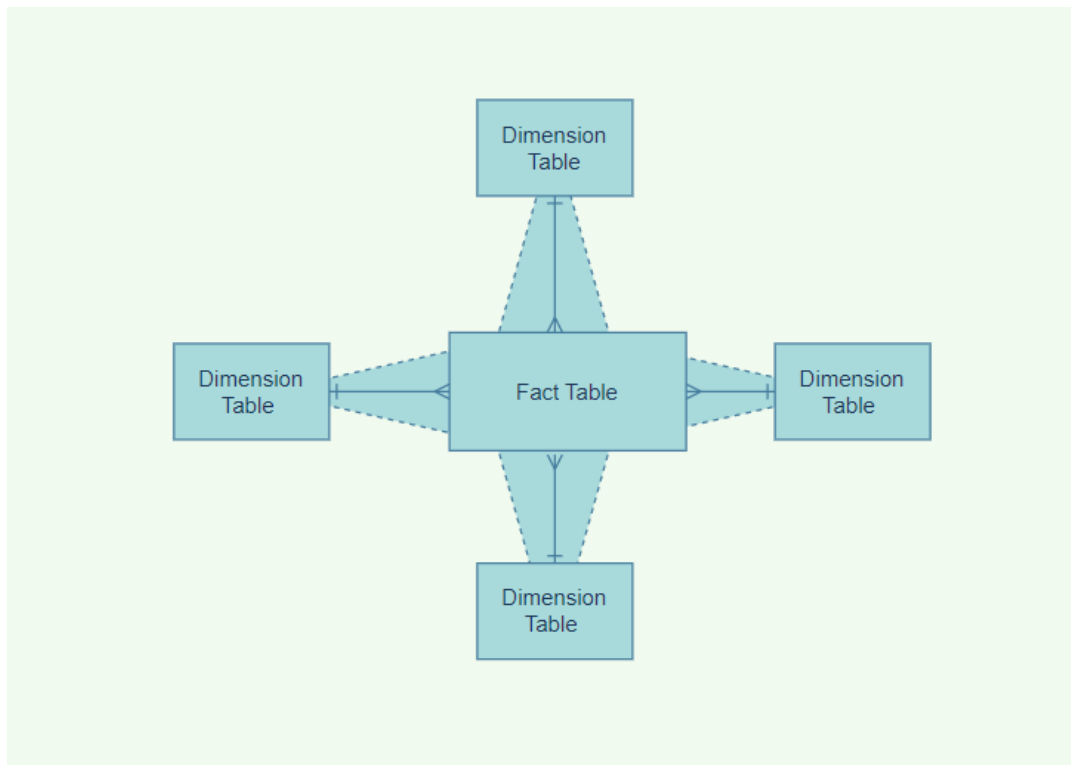 Dimension
Table
Dimension
Table
Fact Table
Dimension
Table
Dimension
Table